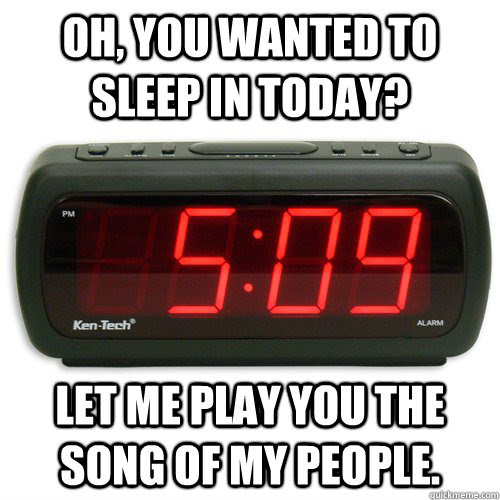 OH, YOU WANTED TO
SLEEP IN TODAY?
PM
5:09
Ken-Tech®
ALARM
LET ME PLAY YOU THE
SONG OF MY PEOPLE.
quickmeme.com